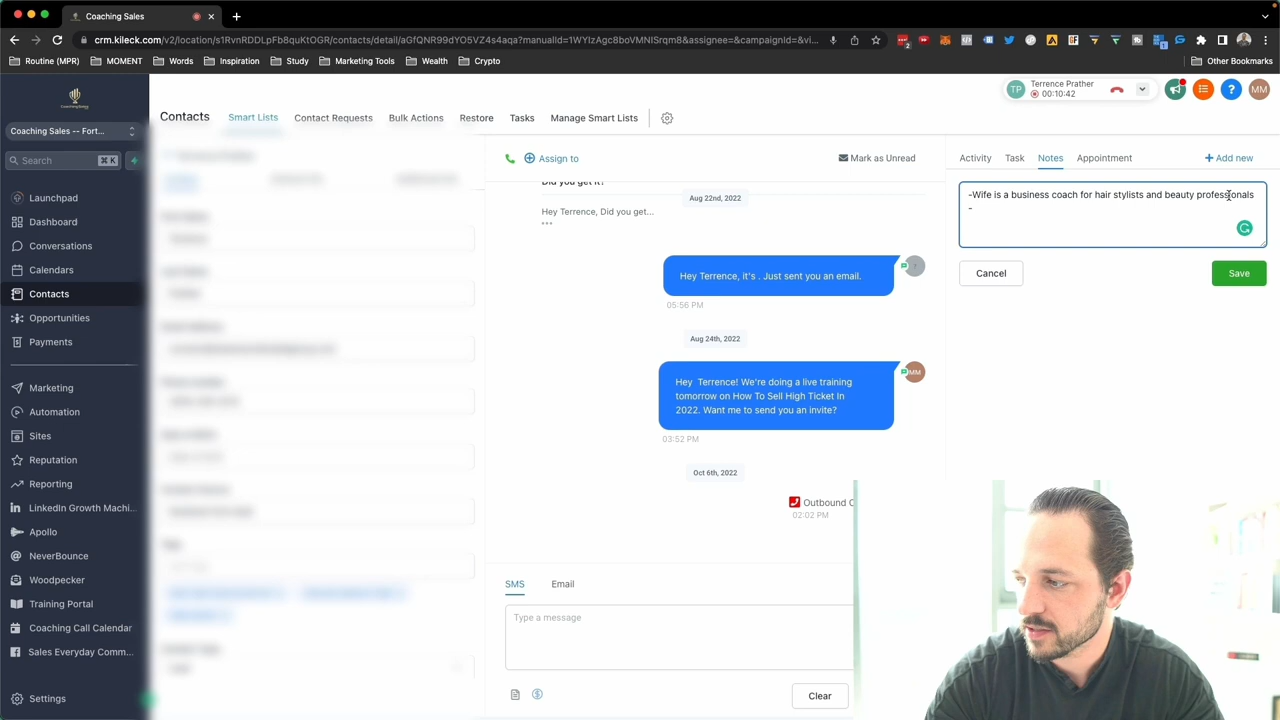 Coaching Sales
crm.kileck.com/v2/location/s1RvnRDDLpFb8quKtOGR/contacts/detail/aGfQNR99dYO5VZ4s4aqa?manualId=1WYIzAgc8boVMNISrqm8&assignee=&campaignId=&vi...
Routine (MPR)
MOMENT
Words
Inspiration
Study
Marketing Tools
Wealth
Crypto
Other Bookmarks
Coaching Sales -- Fort...
Search
⌘ K
Launchpad
Dashboard
Conversations
Calendars
Contacts
Opportunities
Payments
Marketing
Automation
Sites
Reputation
Reporting
LinkedIn Growth Machi...
Apollo
NeverBounce
Woodpecker
Training Portal
Coaching Call Calendar
Sales Everyday Comm...
Settings
Contacts
Smart Lists
Contact Requests
Bulk Actions
Restore
Tasks
Manage Smart Lists
TP
Terrence Prather
00:10:42
MM
Assign to
Mark as Unread
Did you get it?
Aug 22nd, 2022
Hey Terrence, Did you get...
Hey Terrence, it's . Just sent you an email.
05:56 PM
Aug 24th, 2022
Hey Terrence! We're doing a live training
tomorrow on How To Sell High Ticket In
2022. Want me to send you an invite?
MM
03:52 PM
Oct 6th, 2022
Outbound C
02:02 PM
SMS
Email
Type a message
Clear
Activity
Task
Notes
Appointment
+ Add new
-Wife is a business coach for hair stylists and beauty professionals
-
Cancel
Save